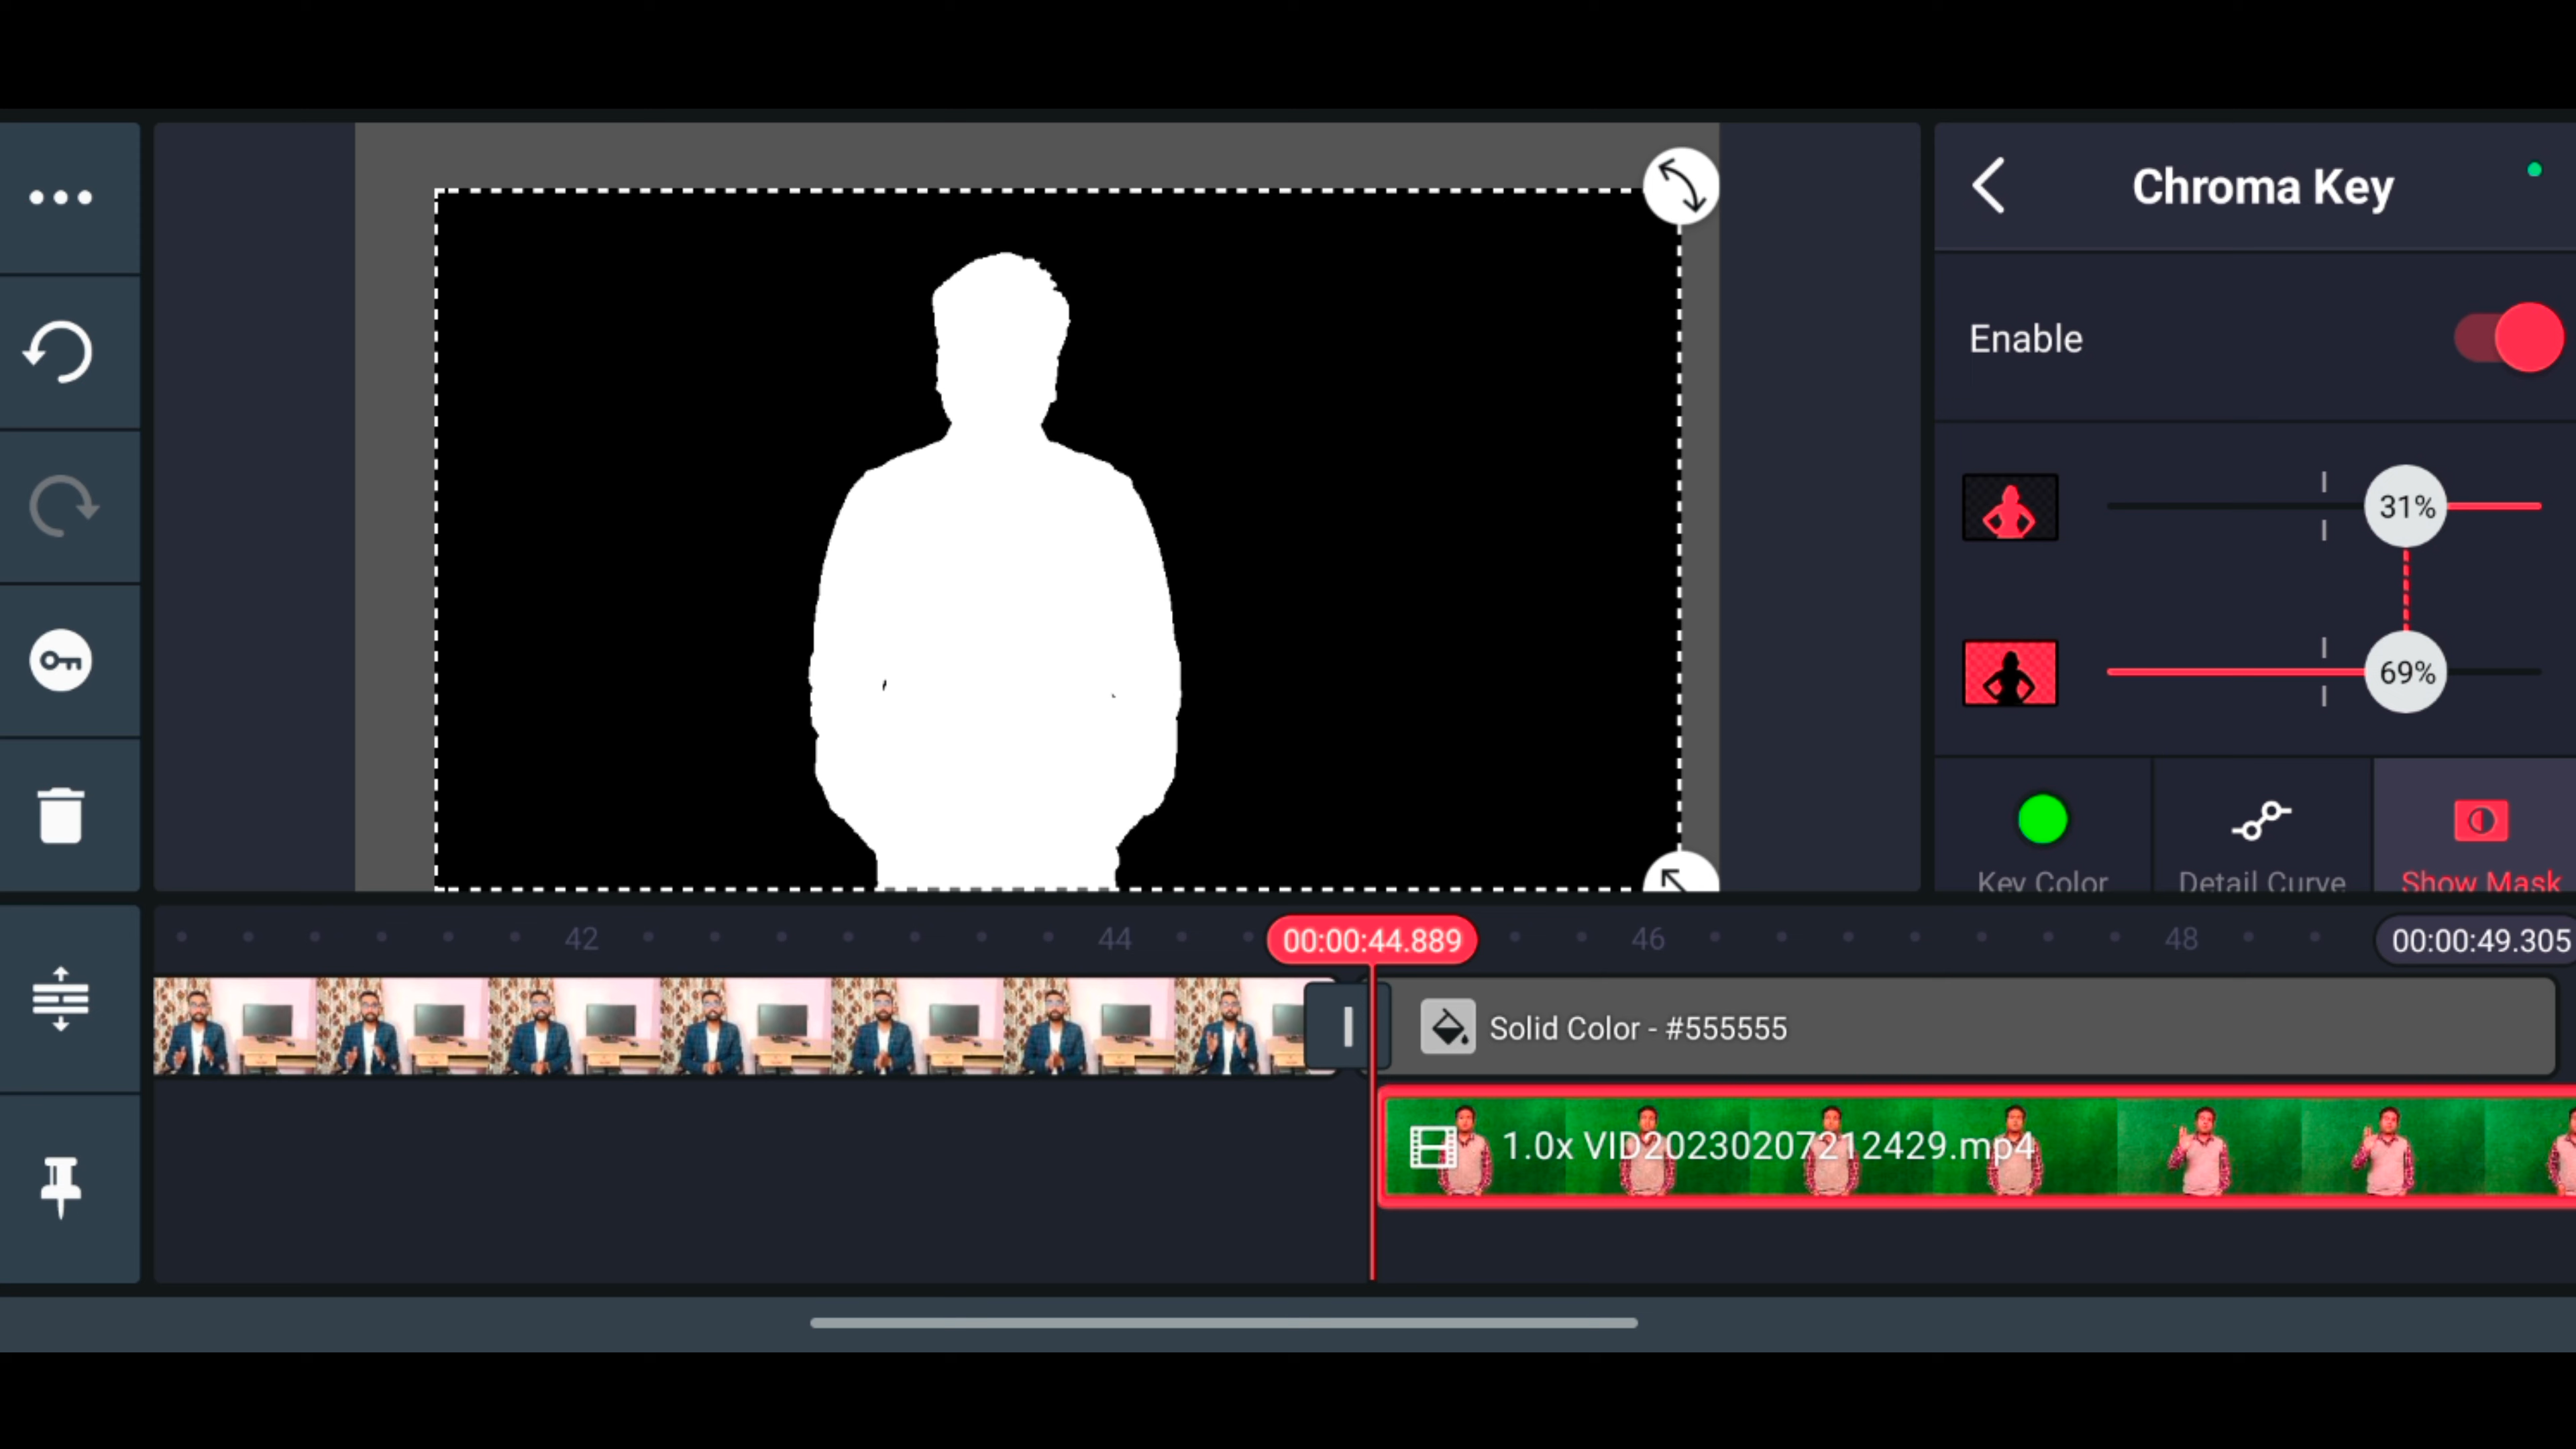 Chroma Key
Enable
31%
69%
Key Color
Detail Curve
Show Mask
42
44
00:00:44.889
46
48
00:00:49.305
Solid Color - #555555
1.0x VID20230207212429.mp4